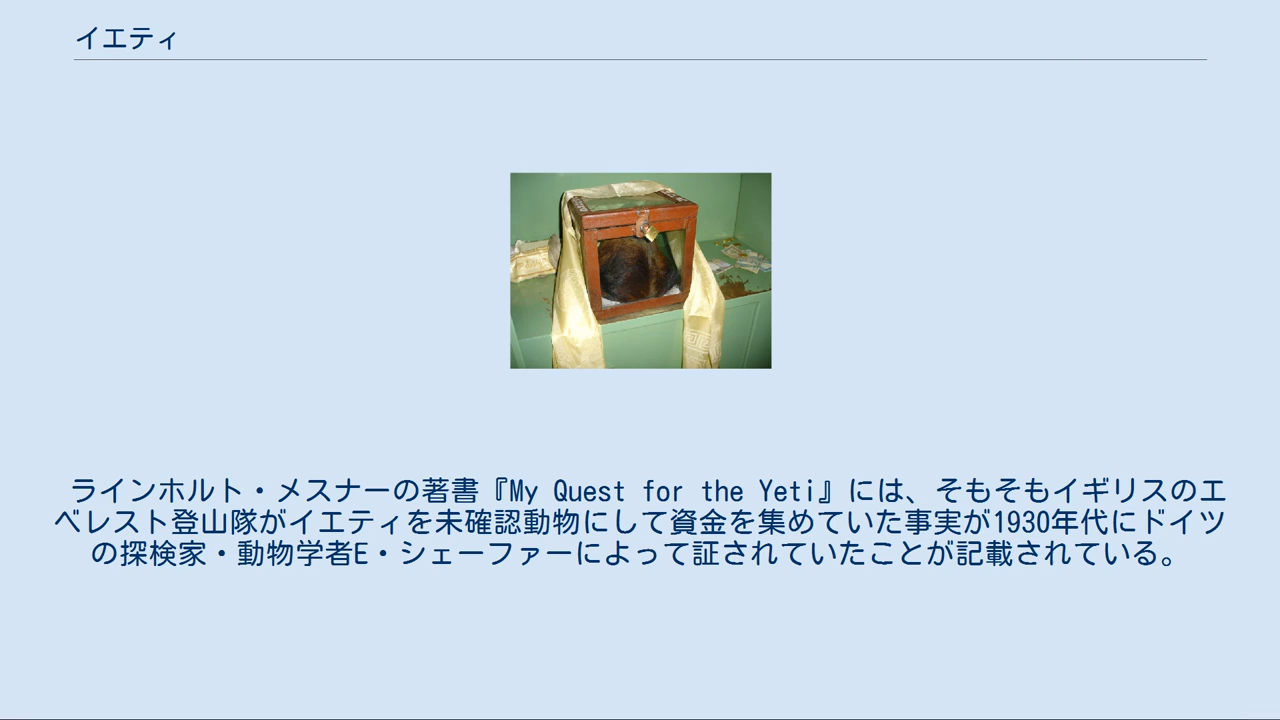 イエティ
ラインホルト・メスナーの著書『My Quest for the Yeti』には、そもそもイギリスのエ
ベレスト登山隊がイエティを未確認動物にして資金を集めていた事実が1930年代にドイツ
の探検家・動物学者E・シェーファーによって証されていたことが記載されている。